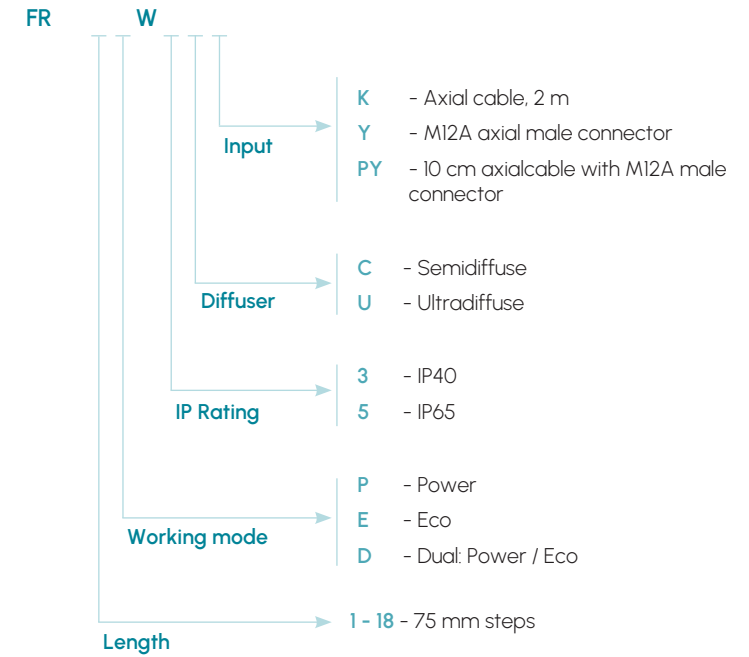 FR W
K - Axial cable, 2 m
Y - M12A axial male connector
Input
PY - 10 cm axialcable with M12A male
connector
C - Semidiffuse
Diffuser
U - Ultradiffuse
3 - IP40
IP Rating
5 - IP65
P - Power
E - Eco
Working mode
D - Dual: Power / Eco
1 - 18 - 75 mm steps
Length